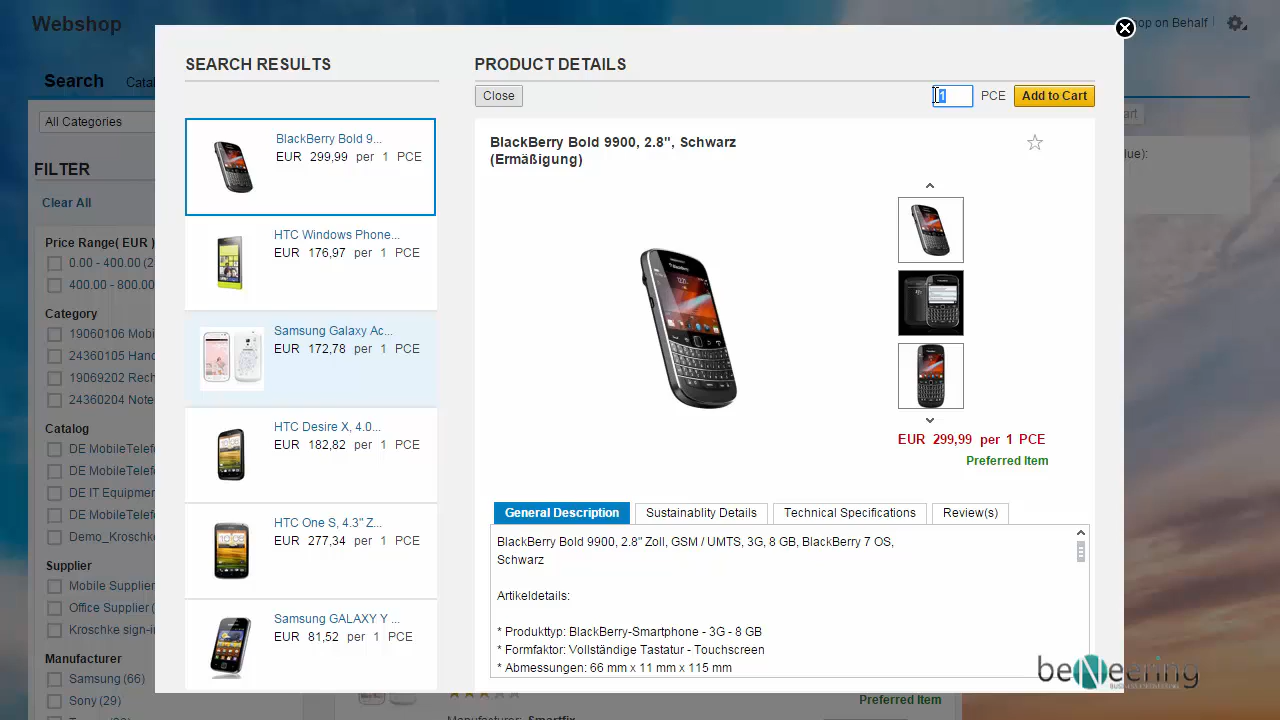 Webshop
op on Behalf
Search
Catal
All Categories
FILTER
Clear All
Price Range( EUR )
0.00 - 400.00 (2
400.00 - 800.00
Category
19060106 Mobi
24360105 Hand
19069202 Rech
24360204 Note
Catalog
DE MobileTelef
DE MobileTelef
DE IT Equipmen
DE MobileTelef
Demo_Kroschke
Supplier
Mobile Supplier
Office Supplier (
Kroschke sign-in
Manufacturer
Samsung (66)
Sony (29)
SEARCH RESULTS
BlackBerry Bold 9...
EUR 299,99 per 1 PCE
HTC Windows Phone...
EUR 176,97 per 1 PCE
Samsung Galaxy Ac...
EUR 172,78 per 1 PCE
HTC Desire X, 4.0...
EUR 182,82 per 1 PCE
HTC One S, 4.3" Z...
EUR 277,34 per 1 PCE
Samsung GALAXY Y ...
EUR 81,52 per 1 PCE
PRODUCT DETAILS
Close
1 PCE Add to Cart
BlackBerry Bold 9900, 2.8", Schwarz
(Ermäßigung)
EUR 299,99 per 1 PCE
Preferred Item
General Description
Sustainablity Details
Technical Specifications
Review(s)
BlackBerry Bold 9900, 2.8" Zoll, GSM / UMTS, 3G, 8 GB, BlackBerry 7 OS,
Schwarz
Artikeldetails:
* Produkttyp: BlackBerry-Smartphone - 3G - 8 GB
* Formfaktor: Vollständige Tastatur - Touchscreen
* Abmessungen: 66 mm x 11 mm x 115 mm
art
lue):
Preferred Item
Manufacturer: Smartfix
beNeering